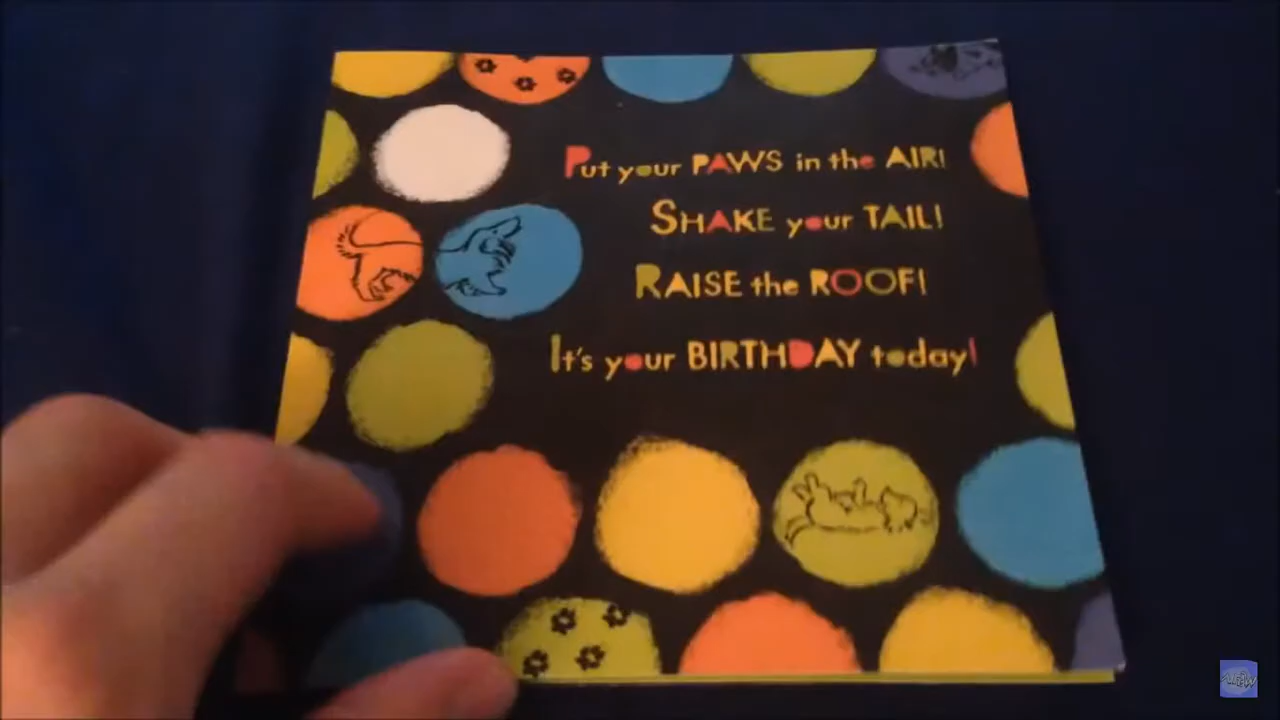 Put your PAWS in the AIR!
SHAKE your TAIL!
RAISE the ROOF!
It's your BIRTHDAY today!